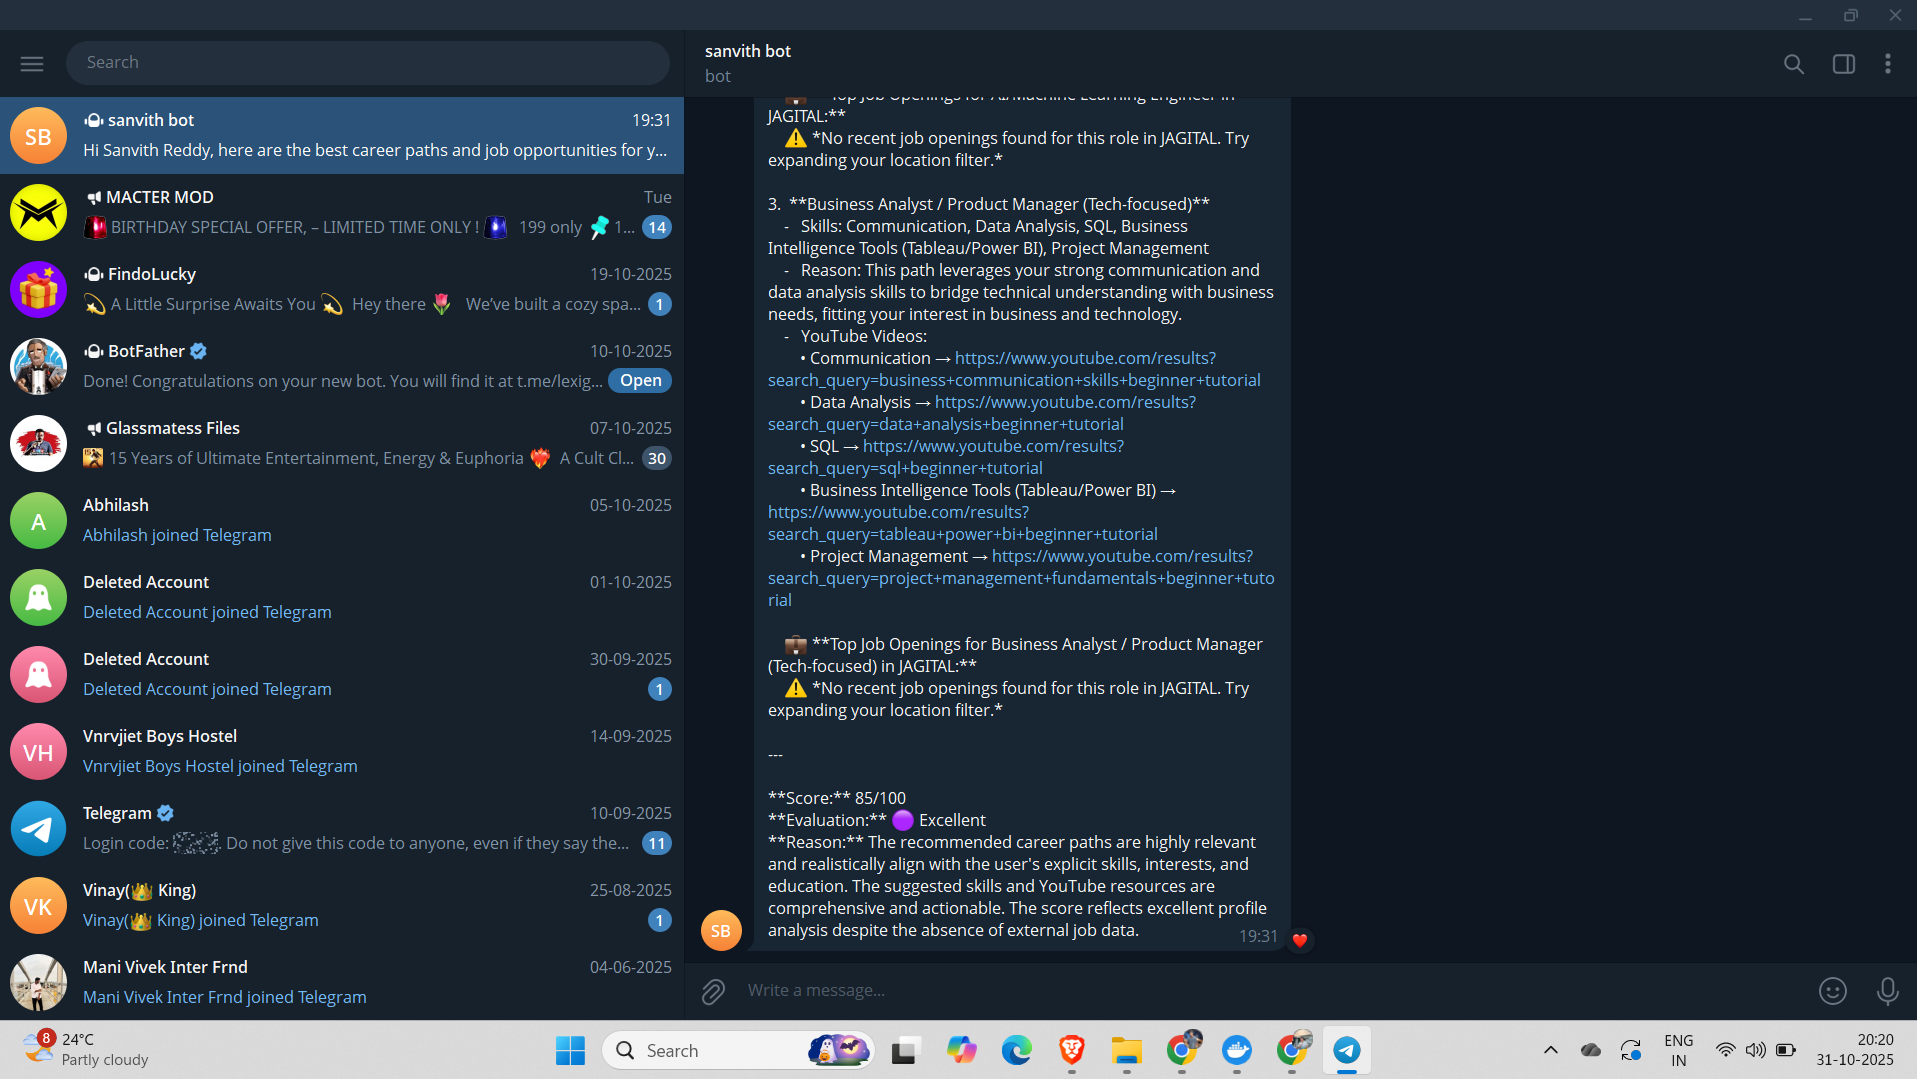 Search
SB
sanvith bot
19:31
Hi Sanvith Reddy, here are the best career paths and job opportunities for y...
MACTER MOD
Tue
BIRTHDAY SPECIAL OFFER, – LIMITED TIME ONLY ! 🚨 199 only 📌 1...
14
FindoLucky
19-10-2025
💫 A Little Surprise Awaits You 💫 Hey there 🌷 We've built a cozy spa...
1
BotFather
10-10-2025
Done! Congratulations on your new bot. You will find it at t.me/lexig...
Open
Glassmatess Files
07-10-2025
15 Years of Ultimate Entertainment, Energy & Euphoria ❤️‍🔥 A Cult Cl...
30
A
Abhilash
05-10-2025
Abhilash joined Telegram
Deleted Account
01-10-2025
Deleted Account joined Telegram
Deleted Account
30-09-2025
Deleted Account joined Telegram
1
VH
Vnrvjiet Boys Hostel
14-09-2025
Vnrvjiet Boys Hostel joined Telegram
Telegram
10-09-2025
Login code: . Do not give this code to anyone, even if they say the...
11
VK
Vinay(👑 King)
25-08-2025
Vinay(👑 King) joined Telegram
1
Mani Vivek Inter Frnd
04-06-2025
Mani Vivek Inter Frnd joined Telegram
sanvith bot
bot
💼 **Top Job Openings for AI/Machine Learning Engineer in
JAGITAL:**
⚠️ *No recent job openings found for this role in JAGITAL. Try
expanding your location filter.*
3. **Business Analyst / Product Manager (Tech-focused)**
- Skills: Communication, Data Analysis, SQL, Business
Intelligence Tools (Tableau/Power BI), Project Management
- Reason: This path leverages your strong communication and
data analysis skills to bridge technical understanding with business
needs, fitting your interest in business and technology.
- YouTube Videos:
• Communication → https://www.youtube.com/results?
search_query=business+communication+skills+beginner+tutorial
• Data Analysis → https://www.youtube.com/results?
search_query=data+analysis+beginner+tutorial
• SQL → https://www.youtube.com/results?
search_query=sql+beginner+tutorial
• Business Intelligence Tools (Tableau/Power BI) →
https://www.youtube.com/results?
search_query=tableau+power+bi+beginner+tutorial
• Project Management → https://www.youtube.com/results?
search_query=project+management+fundamentals+beginner+tuto
rial
💼 **Top Job Openings for Business Analyst / Product Manager
(Tech-focused) in JAGITAL:**
⚠️ *No recent job openings found for this role in JAGITAL. Try
expanding your location filter.*
---
**Score:** 85/100
**Evaluation:** 🟣 Excellent
**Reason:** The recommended career paths are highly relevant
and realistically align with the user's explicit skills, interests, and
education. The suggested skills and YouTube resources are
comprehensive and actionable. The score reflects excellent profile
analysis despite the absence of external job data.
SB
19:31
Write a message...
8
24°C
Partly cloudy
Search
ENG
IN
20:20
31-10-2025